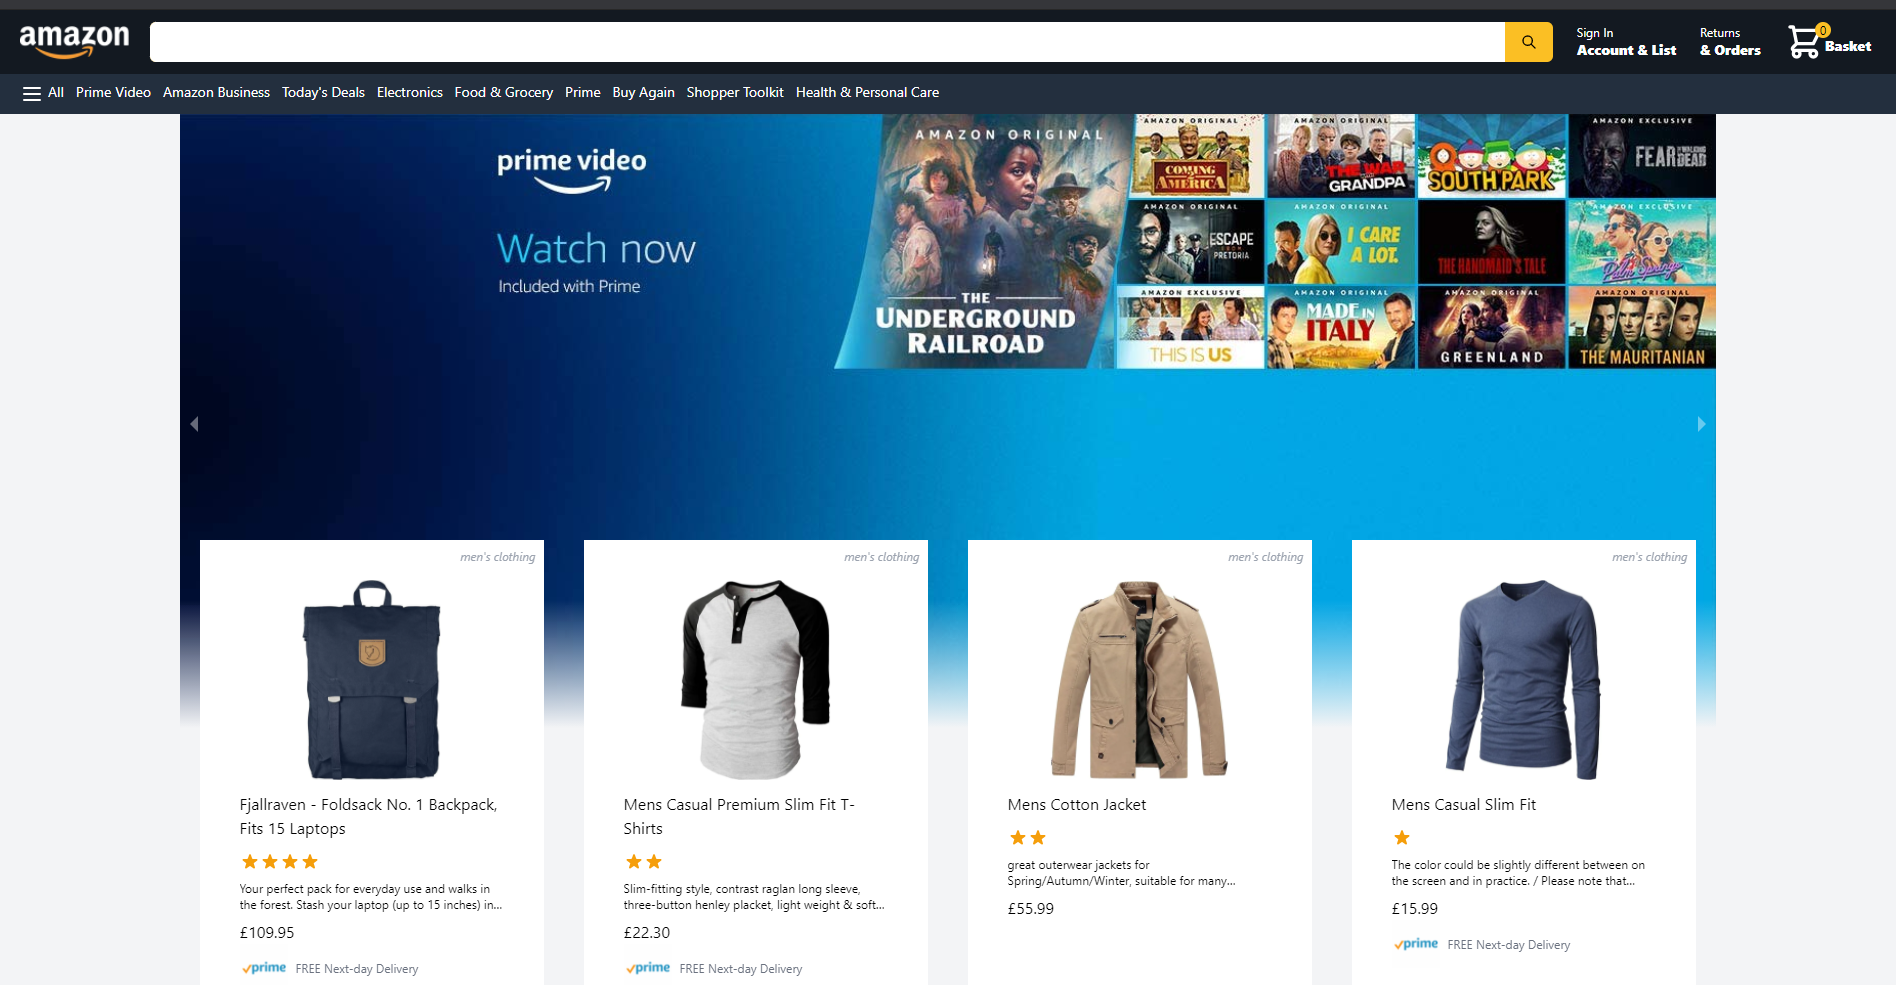 amazon
Sign In
Account & List
Returns
& Orders
0
Basket
All Prime Video Amazon Business Today's Deals Electronics Food & Grocery Prime Buy Again Shopper Toolkit Health & Personal Care
prime video
Watch now
Included with Prime
AMAZON ORIGINAL
THE
UNDERGROUND
RAILROAD
AMAZON ORIGINAL
COMING 2 AMERICA
AMAZON ORIGINAL
THE WAR
WITH
GRANDPA
SOUTH PARK
AMAZON EXCLUSIVE
FEAR THE WALKING DEAD
AMAZON ORIGINAL
ESCAPE
FROM
PRETORIA
AMAZON ORIGINAL
I CARE
A LOT.
THE HANDMAID'S TALE
AMAZON EXCLUSIVE
Palm Springs
AMAZON EXCLUSIVE
THIS IS US
AMAZON ORIGINAL
MADE IN
ITALY
AMAZON ORIGINAL
GREENLAND
AMAZON ORIGINAL
THE MAURITANIAN
men's clothing
Fjallraven - Foldsack No. 1 Backpack,
Fits 15 Laptops
Your perfect pack for everyday use and walks in
the forest. Stash your laptop (up to 15 inches) in...
£109.95
prime FREE Next-day Delivery
men's clothing
Mens Casual Premium Slim Fit T-
Shirts
Slim-fitting style, contrast raglan long sleeve,
three-button henley placket, light weight & soft...
£22.30
prime FREE Next-day Delivery
men's clothing
Mens Cotton Jacket
great outerwear jackets for
Spring/Autumn/Winter, suitable for many...
£55.99
men's clothing
Mens Casual Slim Fit
The color could be slightly different between on
the screen and in practice. / Please note that...
£15.99
prime FREE Next-day Delivery